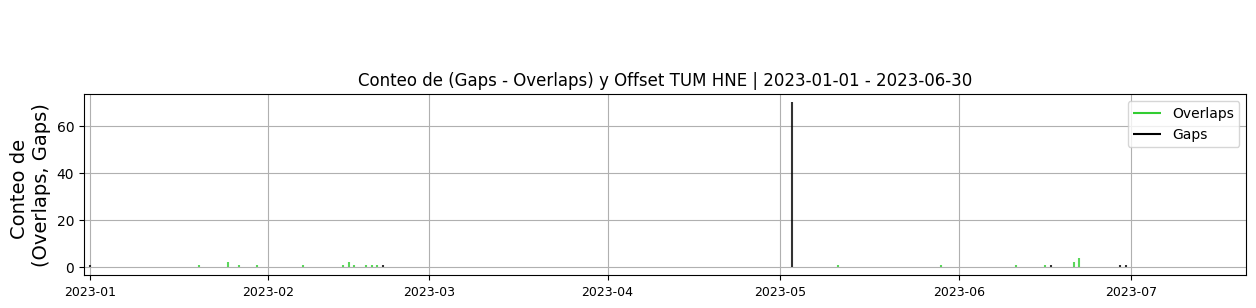 Conteo de (Gaps - Overlaps) y Offset TUM HNE | 2023-01-01 - 2023-06-30
Conteo de
(Overlaps, Gaps)
60
40
20
0
Overlaps
Gaps
2023-01
2023-02
2023-03
2023-04
2023-05
2023-06
2023-07